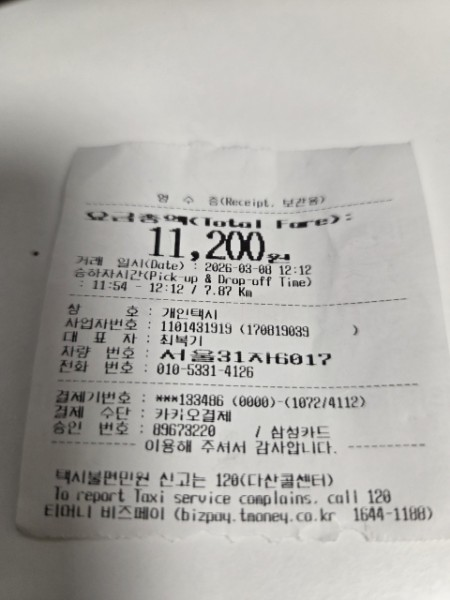 영 수 증(Receipt, 보관용)
요금총액(Total Fare):
11,200원
거래 일시(Date) : 2026-03-08 12:12
승하차시간(Pick-up & Drop-off Time)
: 11:54 - 12:12 / 7.87 Km
상 호 : 개인택시
사업자번호 : 1101431919 (170819039 )
대 표 자 : 최복기
차량 번호 : 서울31자6017
전화 번호 : 010-5331-4126
결제기번호 : ***133486 (0000)-(1072/4112)
결제 수단 : 카카오결제
승인 번호 : 89673220 / 삼성카드
이용해 주셔서 감사합니다.
택시불편민원 신고는 120(다산콜센터)
To report Taxi service complains, call 120
티머니 비즈페이 (bizpay.tmoney.co.kr 1644-1188)